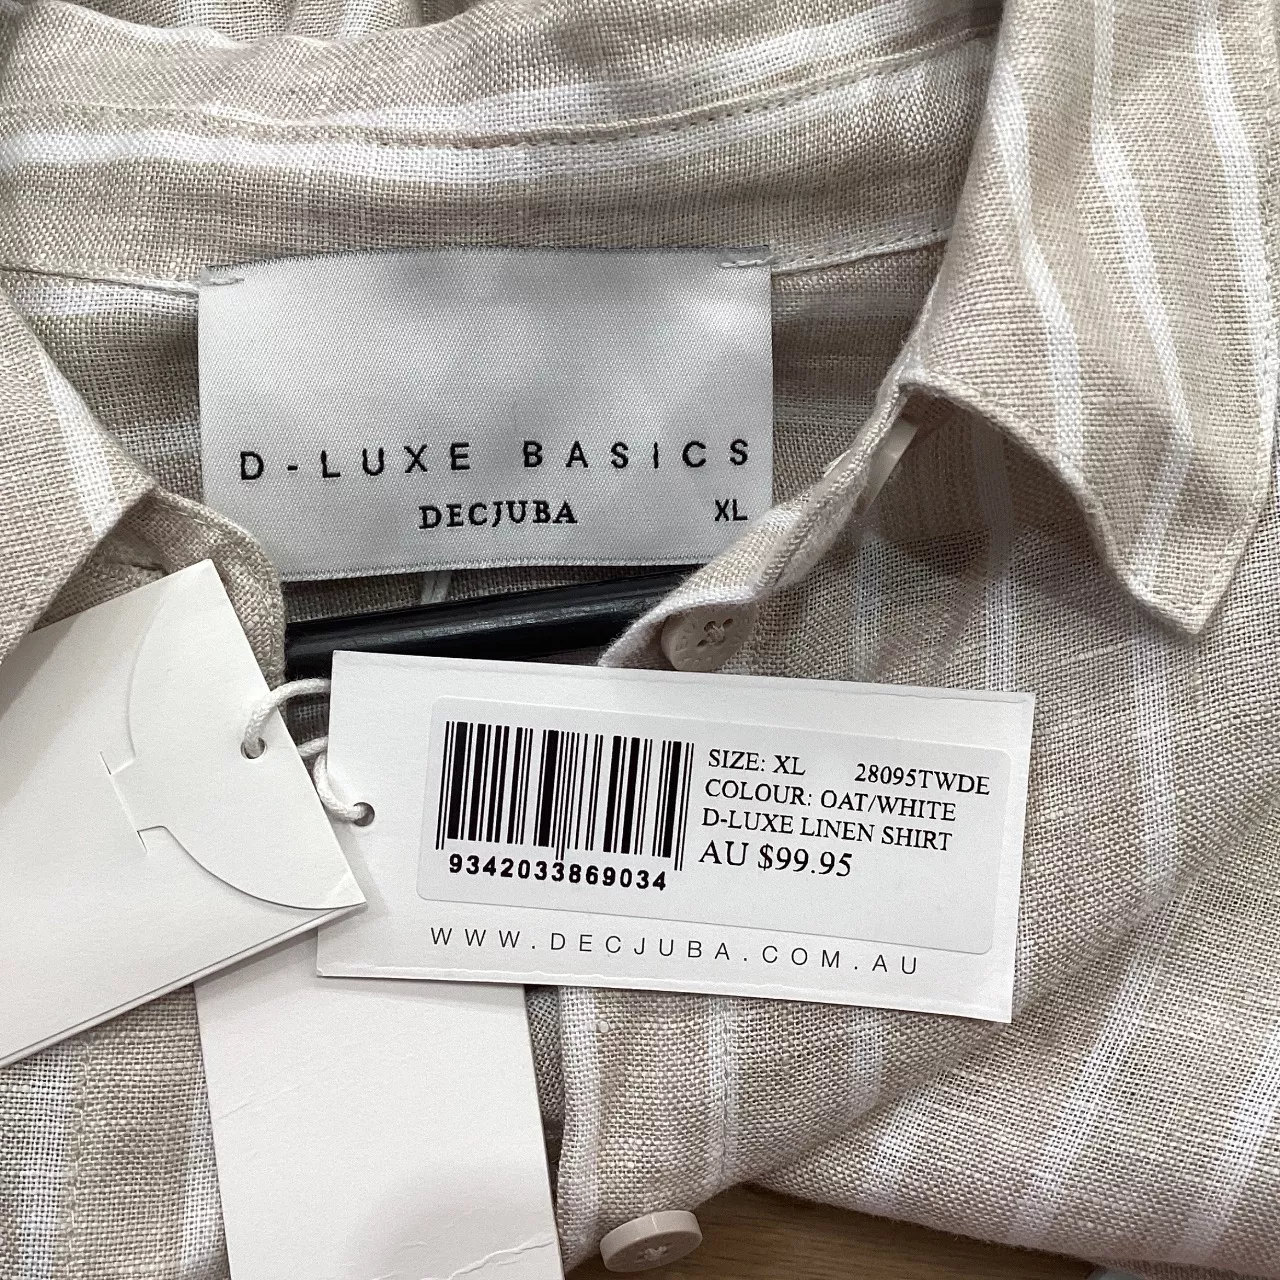 D-LUXE BASICS
DECJUBA XL
SIZE: XL 28095TWDE
COLOUR: OAT/WHITE
D-LUXE LINEN SHIRT
AU $99.95
9342033869034
WWW.DECJUBA.COM.AU